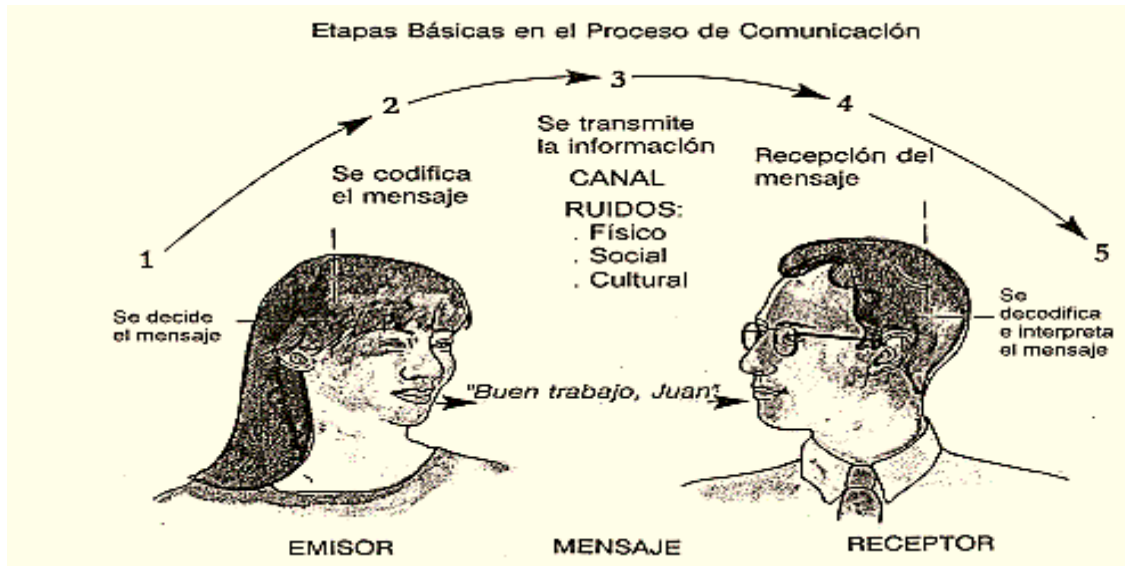 Etapas Básicas en el Proceso de Comunicación
1
Se decide
el mensaje
2
Se codifica
el mensaje
3
Se transmite
la información
CANAL
RUIDOS:
. Físico
. Social
. Cultural
4
Recepción del
mensaje
5
Se
decodifica
e interpreta
el mensaje
"Buen trabajo, Juan"
EMISOR
MENSAJE
RECEPTOR